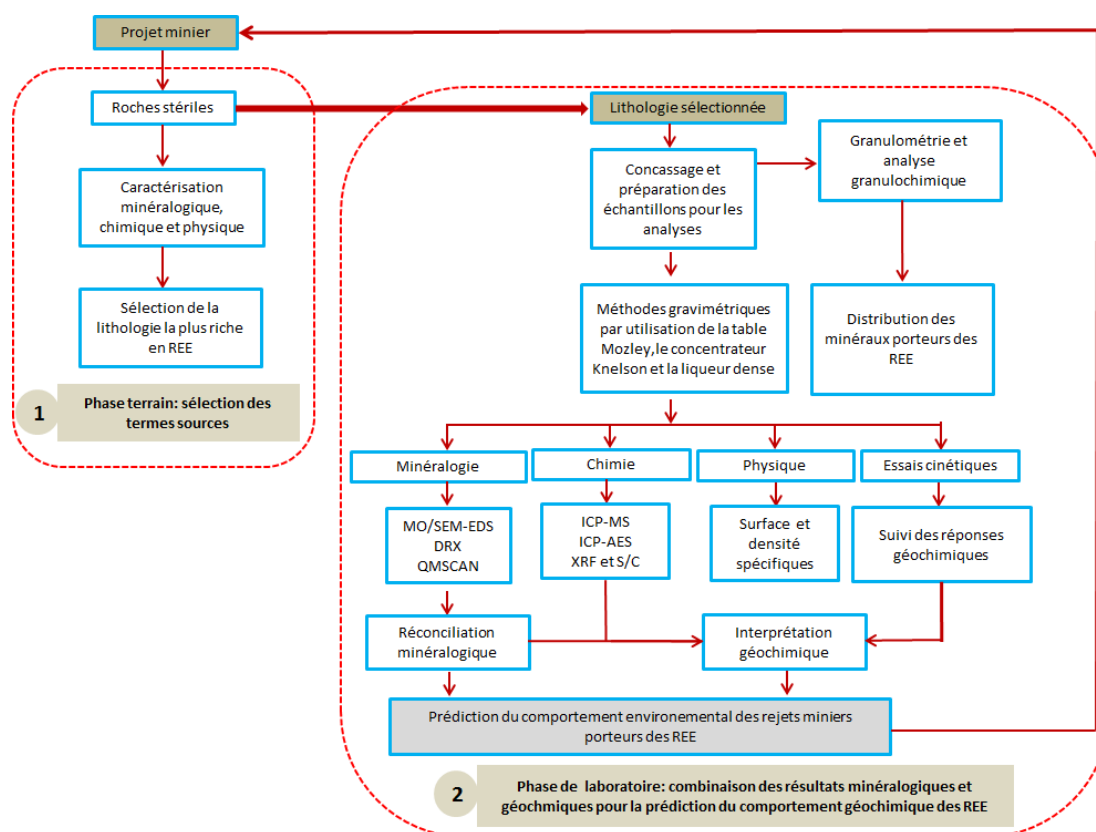 Projet minier
Roches stériles
Caractérisation
minéralogique,
chimique et physique
Sélection de la
lithologie la plus riche
en REE
1
Phase terrain: sélection des
termes sources
Lithologie sélectionnée
Concassage et
préparation des
échantillons pour les
analyses
Granulométrie et
analyse
granulochimique
Méthodes gravimétriques
par utilisation de la table
Mozley,le concentrateur
Knelson et la liqueur dense
Distribution des
minéraux porteurs des
REE
Minéralogie
Chimie
Physique
Essais cinétiques
MO/SEM-EDS
DRX
QMSCAN
ICP-MS
ICP-AES
XRF et S/C
Surface et
densité
spécifiques
Suivi des réponses
géochimiques
Réconciliation
minéralogique
Interprétation
géochimique
Prédiction du comportement environemental des rejets miniers
porteurs des REE
2
Phase de laboratoire: combinaison des résultats minéralogiques et
géochmiques pour la prédiction du comportement géochimique des REE